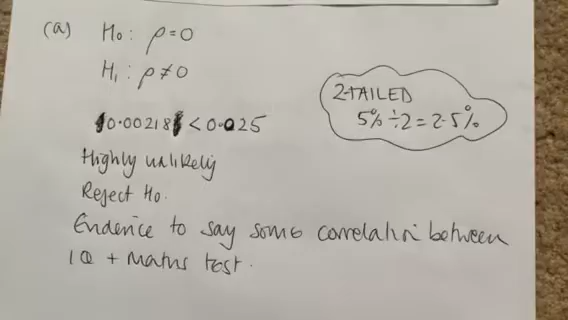 (a) H₀: ρ=0
H₁: ρ≠0
2-TAILED
5% ÷2 = 2.5%
0.00218 < 0.025
Highly unlikely
Reject H₀.
Evidence to say some correlation between
IQ + Maths test.